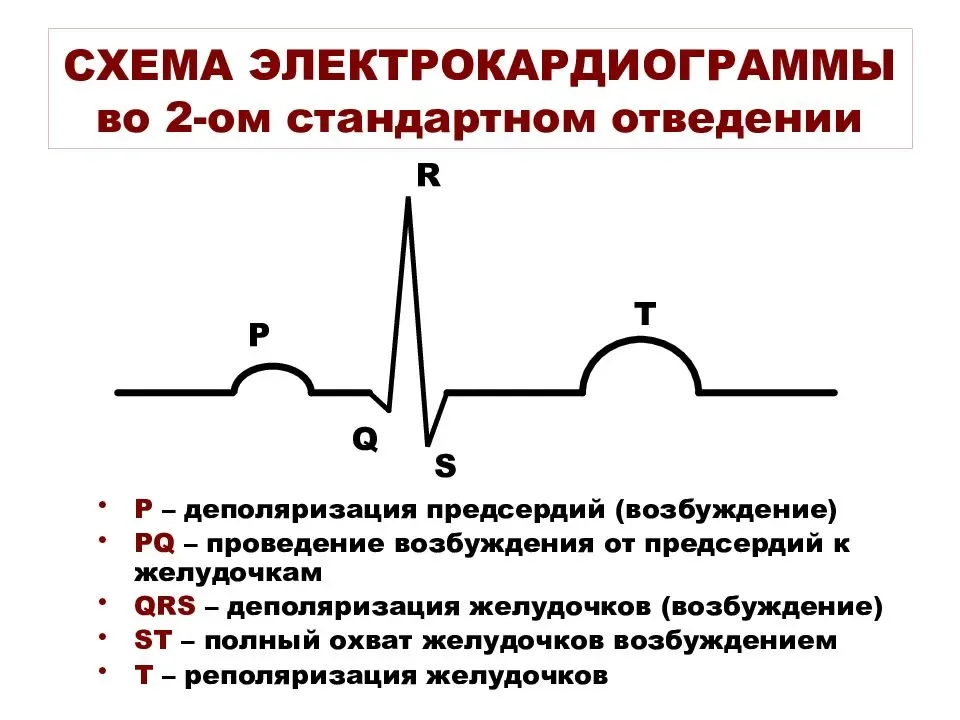 СХЕМА ЭЛЕКТРОКАРДИОГРАММЫ
во 2-ом стандартном отведении
R
T
P
Q
S
• P – деполяризация предсердий (возбуждение)
• PQ – проведение возбуждения от предсердий к
желудочкам
• QRS – деполяризация желудочков (возбуждение)
• ST – полный охват желудочков возбуждением
• T – реполяризация желудочков